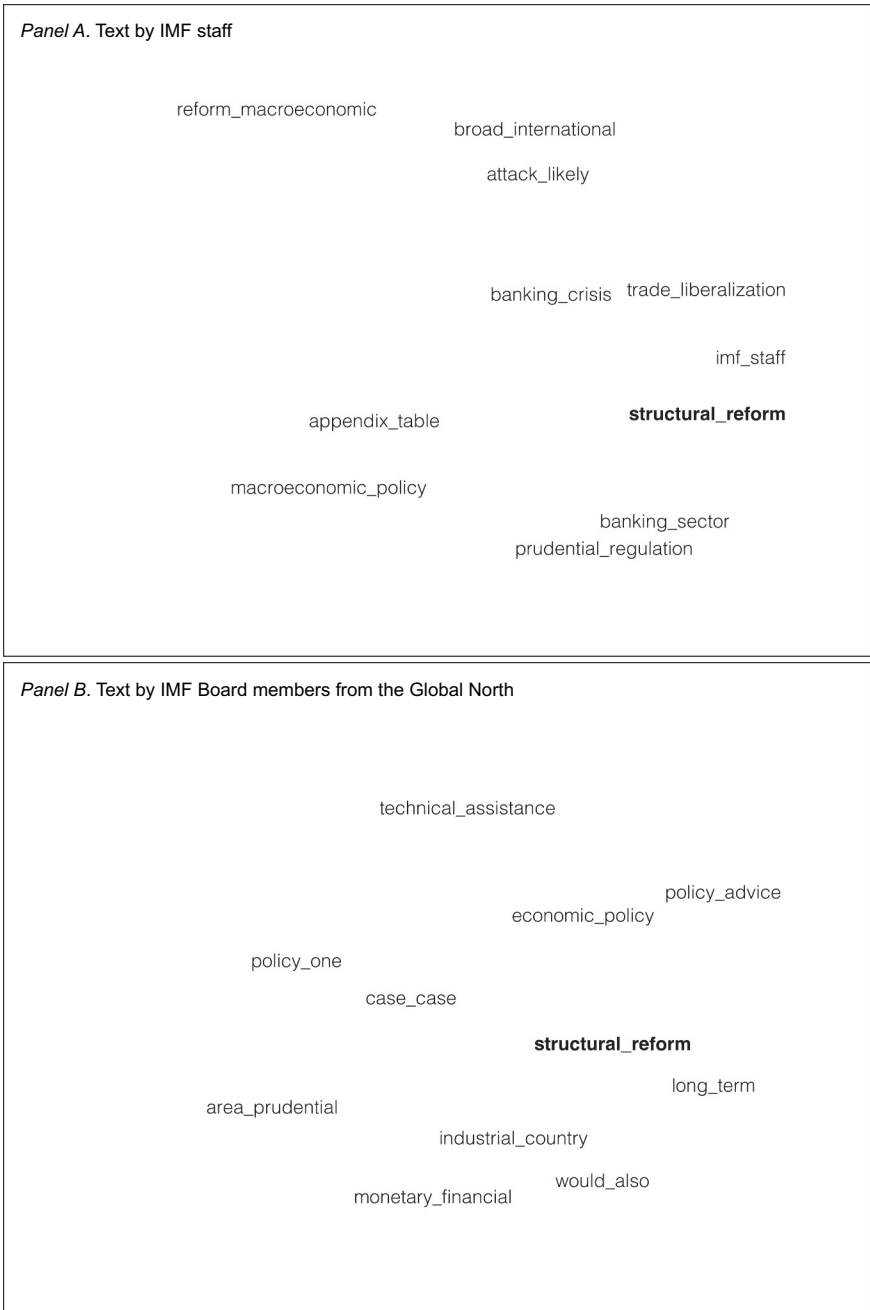 Panel A. Text by IMF staff
reform_macroeconomic
broad_international
attack_likely
banking_crisis trade_liberalization
imf_staff
structural_reform
appendix_table
macroeconomic_policy
banking_sector
prudential_regulation
Panel B. Text by IMF Board members from the Global North
technical_assistance
policy_advice
economic_policy
policy_one
case_case
structural_reform
long_term
area_prudential
industrial_country
would_also
monetary_financial